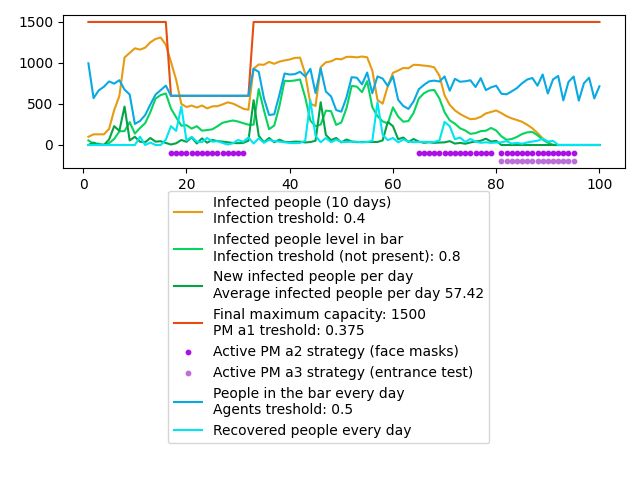 1500
1000
500
0
0 20 40 60 80 100
Infected people (10 days)
Infection treshold: 0.4
Infected people level in bar
Infection treshold (not present): 0.8
New infected people per day
Average infected people per day 57.42
Final maximum capacity: 1500
PM a1 treshold: 0.375
Active PM a2 strategy (face masks)
Active PM a3 strategy (entrance test)
People in the bar every day
Agents treshold: 0.5
Recovered people every day